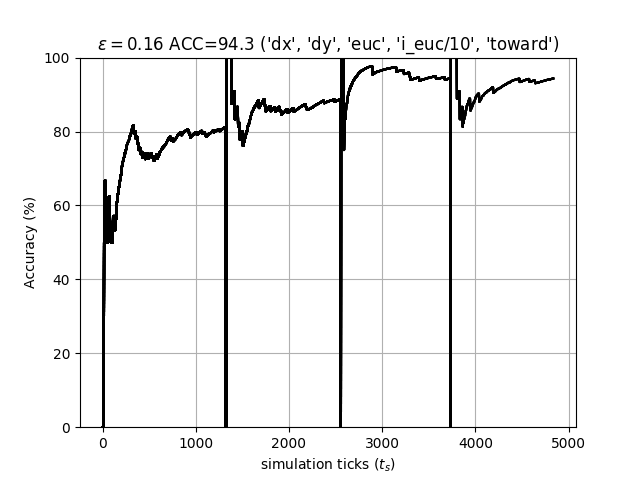 ε = 0.16 ACC=94.3 ('dx', 'dy', 'euc', 'i_euc/10', 'toward')
100
80
60
40
20
0
Accuracy (%)
0 1000 2000 3000 4000 5000
simulation ticks (tₛ)